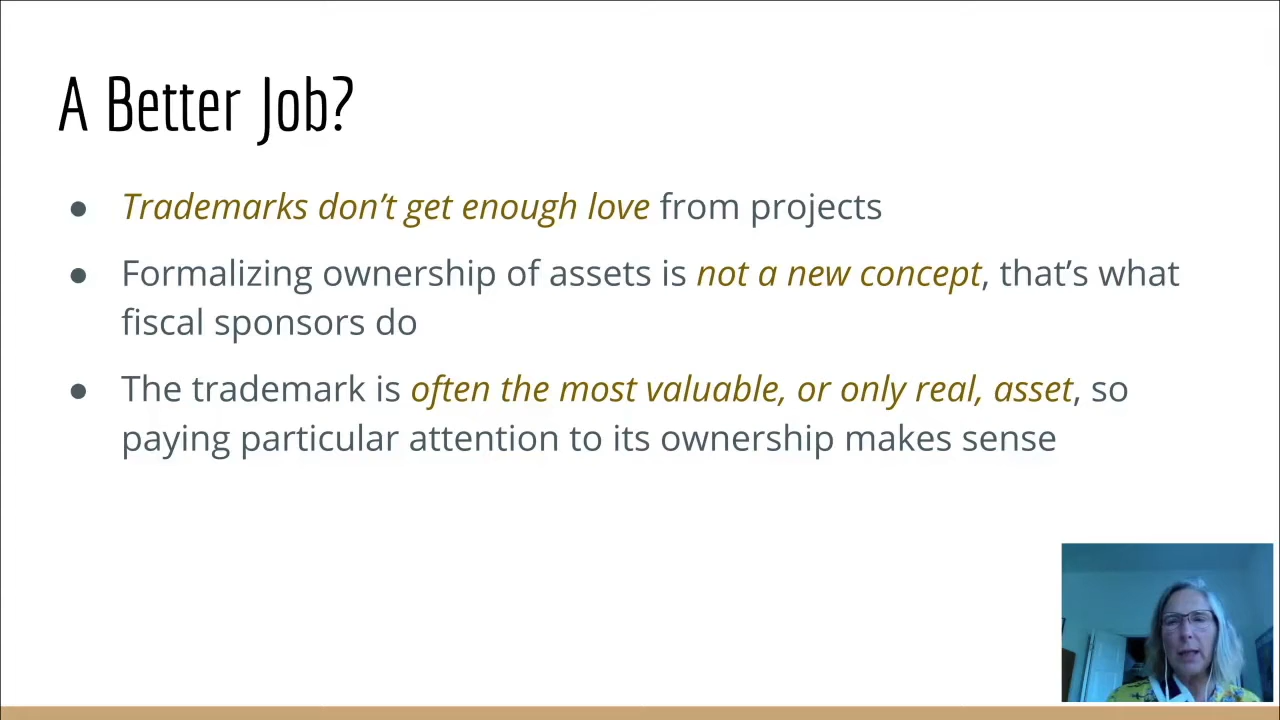 A Better Job?
● Trademarks don’t get enough love from projects
● Formalizing ownership of assets is not a new concept, that’s what
fiscal sponsors do
● The trademark is often the most valuable, or only real, asset, so
paying particular attention to its ownership makes sense